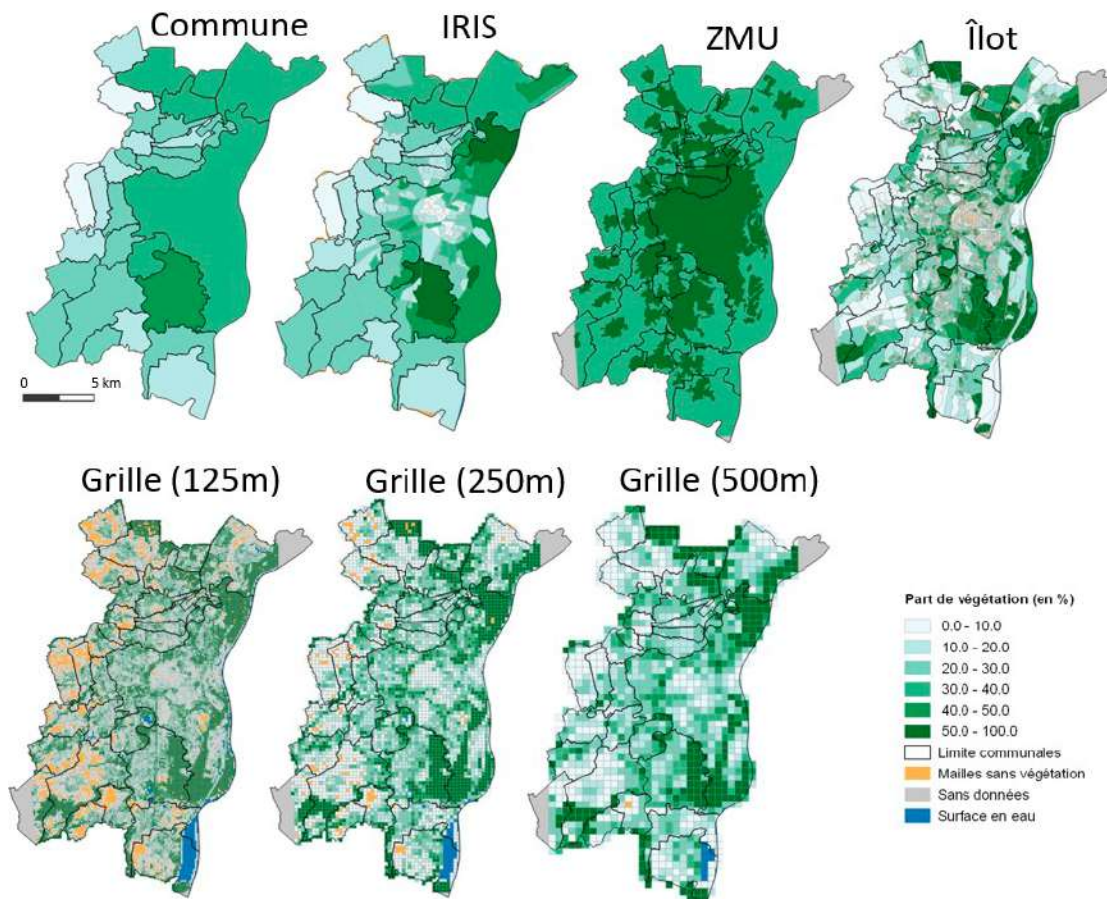 Commune
IRIS
ZMU
Îlot
0 5 km
Grille (125m)
Grille (250m)
Grille (500m)
Part de végétation (en %)
0.0 - 10.0
10.0 - 20.0
20.0 - 30.0
30.0 - 40.0
40.0 - 50.0
50.0 - 100.0
Limite communales
Mailles sans végétation
Sans données
Surface en eau